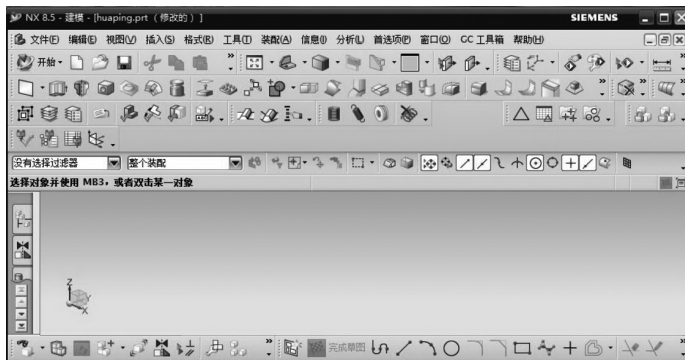 NX 8.5 - 建模 - [huaping.prt （修改的）] SIEMENS
文件(F) 编辑(E) 视图(V) 插入(S) 格式(R) 工具(T) 装配(A) 信息(I) 分析(L) 首选项(P) 窗口(O) GC 工具箱 帮助(H)
开始
没有选择过滤器 整个装配
选择对象并使用 MB3，或者双击某一对象
Z
Y
X
完成草图